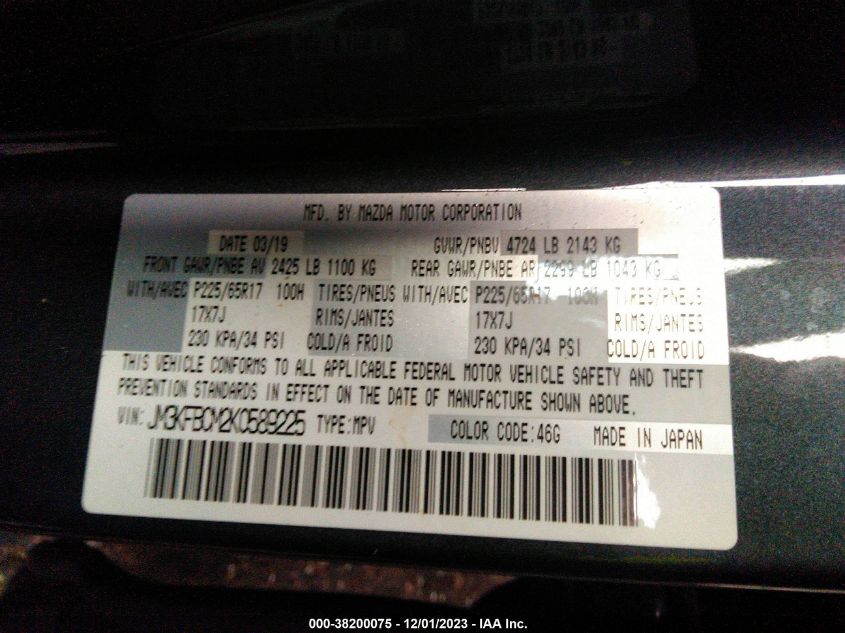 MFD. BY MAZDA MOTOR CORPORATION
DATE 03/19 GVWR/PNBV 4724 LB 2143 KG
FRONT GAWR/PNBE AV 2425 LB 1100 KG REAR GAWR/PNBE AR 2299 LB 1043 KG
WITH/AVEC P225/65R17 100H TIRES/PNEUS WITH/AVEC P225/65R17 100H TIRES/PNEUS
17X7J RIMS/JANTES 17X7J RIMS/JANTES
230 KPA/34 PSI COLD/A FROID 230 KPA/34 PSI COLD/A FROID
THIS VEHICLE CONFORMS TO ALL APPLICABLE FEDERAL MOTOR VEHICLE SAFETY AND THEFT
PREVENTION STANDARDS IN EFFECT ON THE DATE OF MANUFACTURE SHOWN ABOVE.
VIN: JM3KFBCM2K0589225 TYPE:MPV COLOR CODE:46G MADE IN JAPAN
000-38200075 - 12/01/2023 - IAA Inc.